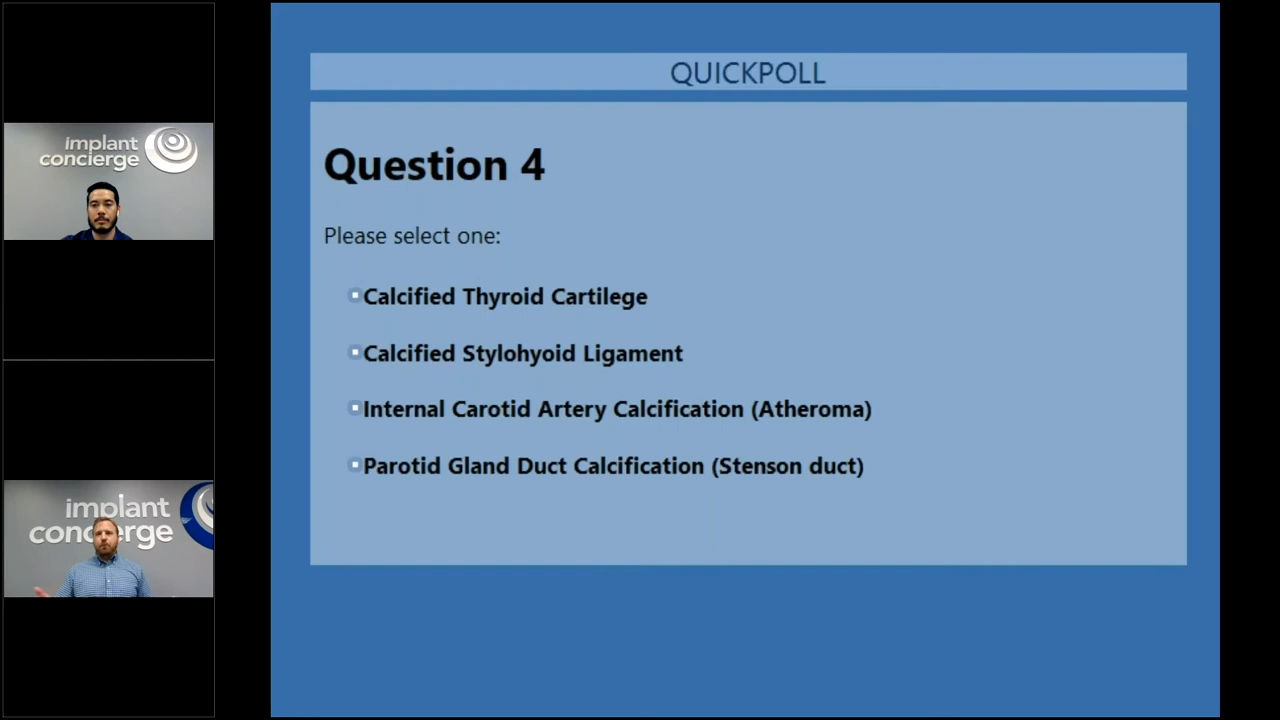 QUICKPOLL
Question 4
Please select one:
Calcified Thyroid Cartilege
Calcified Stylohyoid Ligament
Internal Carotid Artery Calcification (Atheroma)
Parotid Gland Duct Calcification (Stenson duct)
implant
concierge
implant
concierge